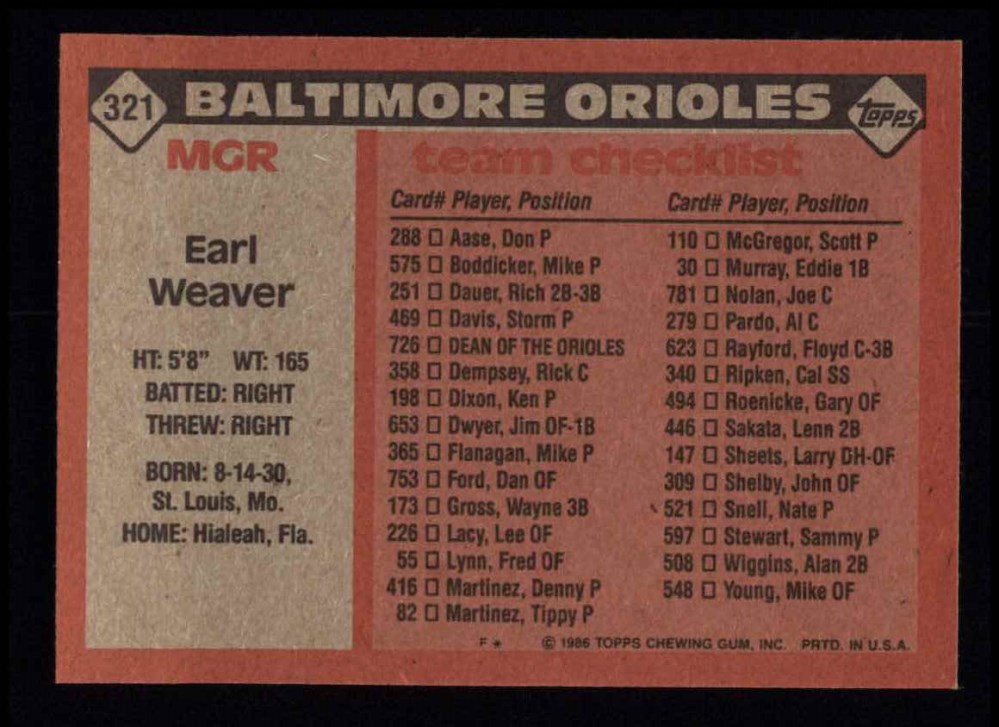 321 BALTIMORE ORIOLES TOPPS
MGR
Earl
Weaver
HT: 5'8" WT: 165
BATTED: RIGHT
THREW: RIGHT
BORN: 8-14-30,
St. Louis, Mo.
HOME: Hialeah, Fla.
team checklist
Card# Player, Position
288 □ Aase, Don P
575 □ Boddicker, Mike P
251 □ Dauer, Rich 2B-3B
469 □ Davis, Storm P
726 □ DEAN OF THE ORIOLES
358 □ Dempsey, Rick C
198 □ Dixon, Ken P
653 □ Dwyer, Jim OF-1B
365 □ Flanagan, Mike P
753 □ Ford, Dan OF
173 □ Gross, Wayne 3B
226 □ Lacy, Lee OF
55 □ Lynn, Fred OF
416 □ Martinez, Denny P
82 □ Martinez, Tippy P
Card# Player, Position
110 □ McGregor, Scott P
30 □ Murray, Eddie 1B
781 □ Nolan, Joe C
279 □ Pardo, Al C
623 □ Rayford, Floyd C-3B
340 □ Ripken, Cal SS
494 □ Roenicke, Gary OF
446 □ Sakata, Lenn 2B
147 □ Sheets, Larry DH-OF
309 □ Shelby, John OF
521 □ Snell, Nate P
597 □ Stewart, Sammy P
508 □ Wiggins, Alan 2B
548 □ Young, Mike OF
F * © 1986 TOPPS CHEWING GUM, INC. PRTD. IN U.S.A.